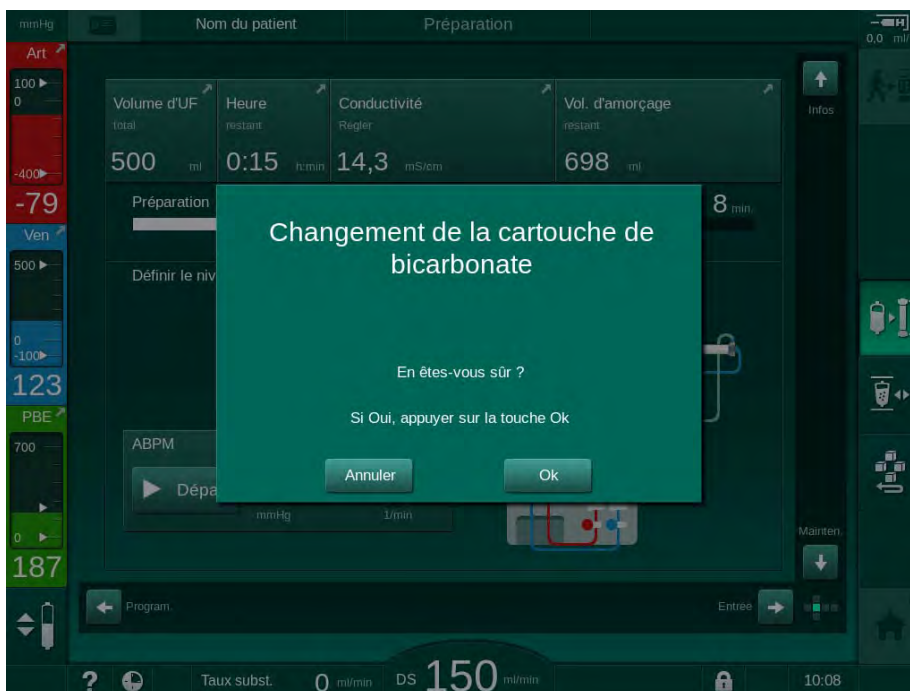 mmHg
Nom du patient
Préparation
0,0 ml/
Art
100
0
-400
-79
Ven
500
0
-100
123
PBE
700
0
187
Volume d'UF
total
500 ml
Heure
restant
0:15 h:min
Conductivité
Régler
14,3 mS/cm
Vol. d'amorçage
restant
698 ml
Infos
Préparation
8 min.
Définir le niv
Changement de la cartouche de
bicarbonate
En êtes-vous sûr ?
Si Oui, appuyer sur la touche Ok
Annuler
Ok
ABPM
Dépa
mmHg
1/min
Mainten.
Program.
Entrée
?
Taux subst.
0 ml/min
DS 150 ml/min
10:08